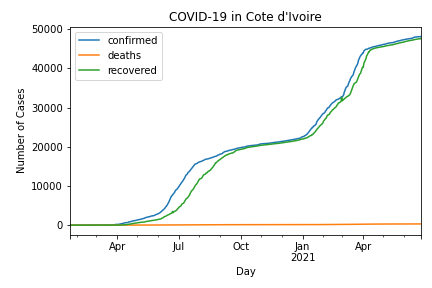 COVID-19 in Cote d'Ivoire
confirmed
deaths
recovered
50000
40000
30000
20000
10000
0
Number of Cases
Apr
Jul
Oct
Jan
2021
Apr
Day